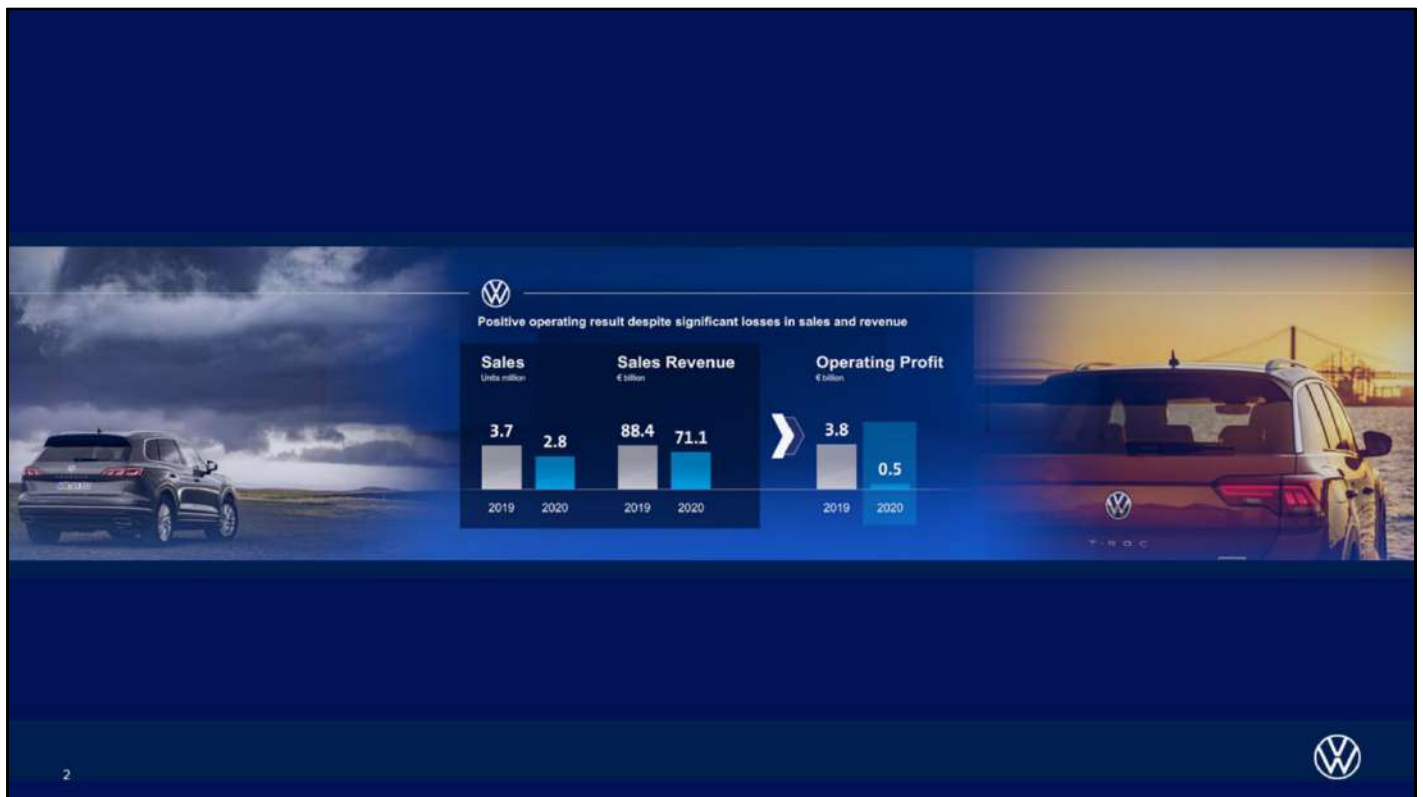 Positive operating result despite significant losses in sales and revenue
Sales
Units million
3.7
2.8
2019
2020
Sales Revenue
€ billion
88.4
71.1
2019
2020
Operating Profit
€ billion
3.8
0.5
2019
2020
T-ROC
2